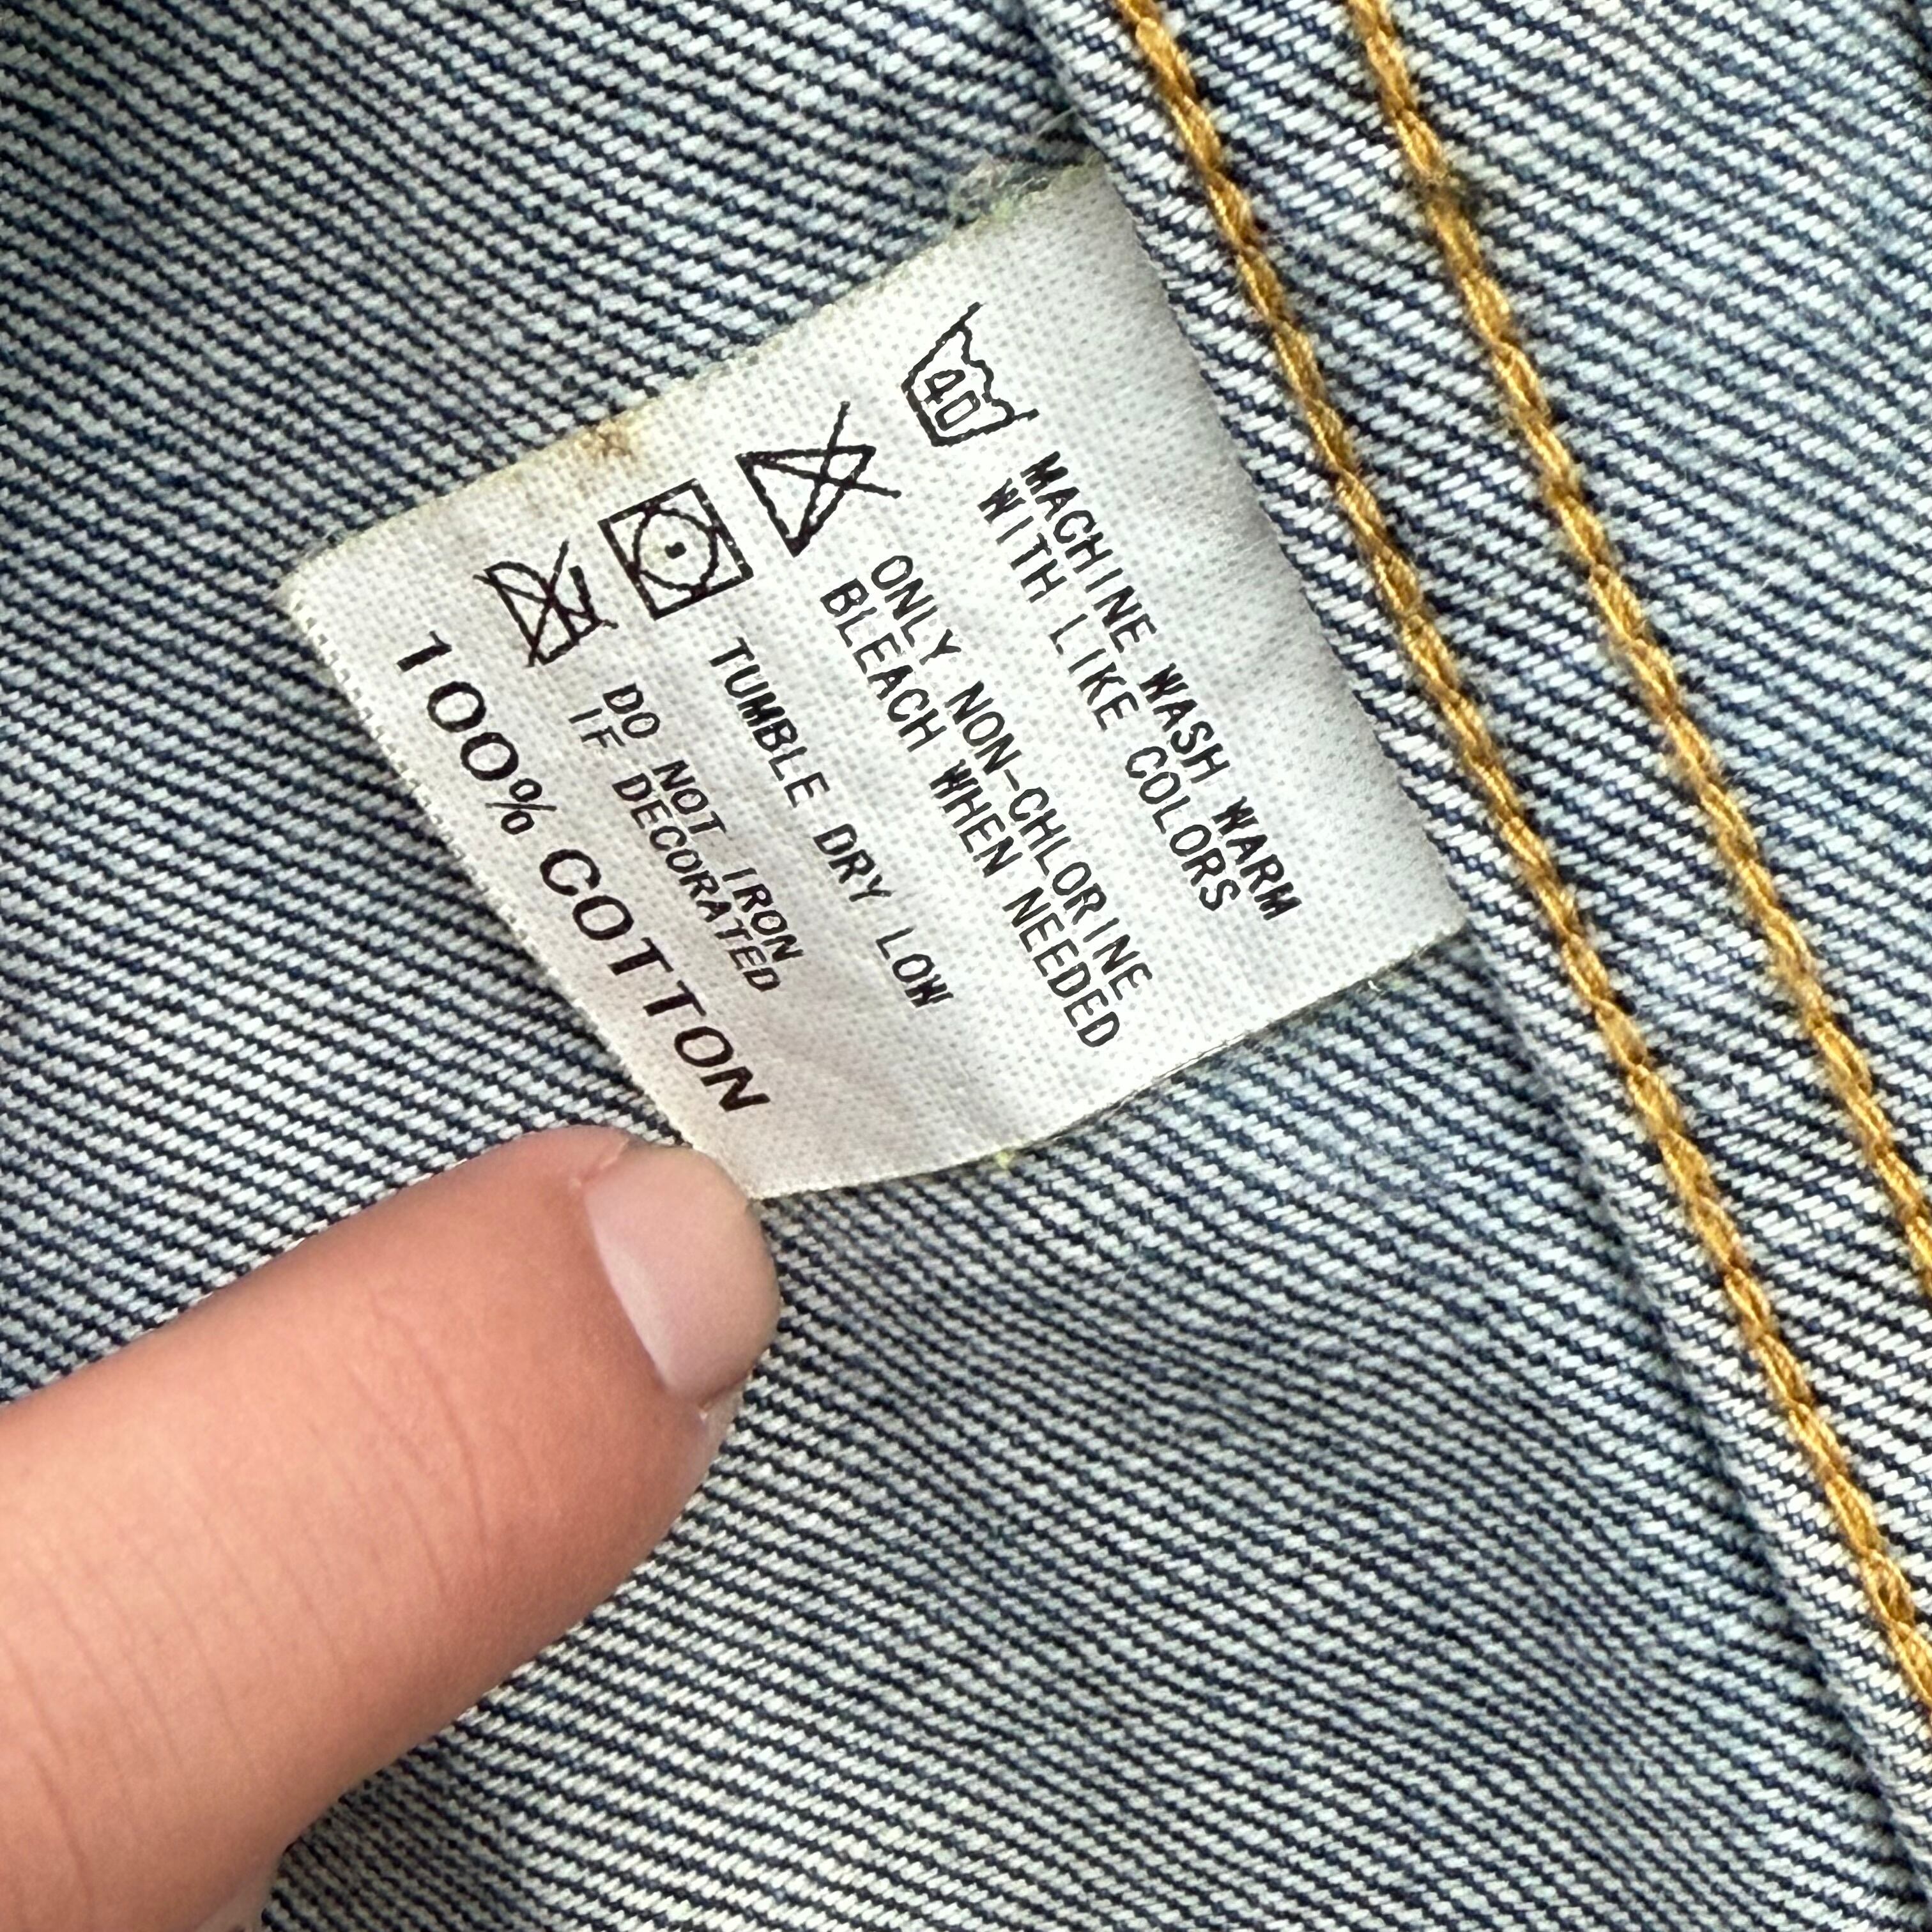 40
MACHINE WASH WARM
WITH LIKE COLORS
ONLY NON-CHLORINE
BLEACH WHEN NEEDED
TUMBLE DRY LOW
DO NOT IRON
IF DECORATED
100% COTTON